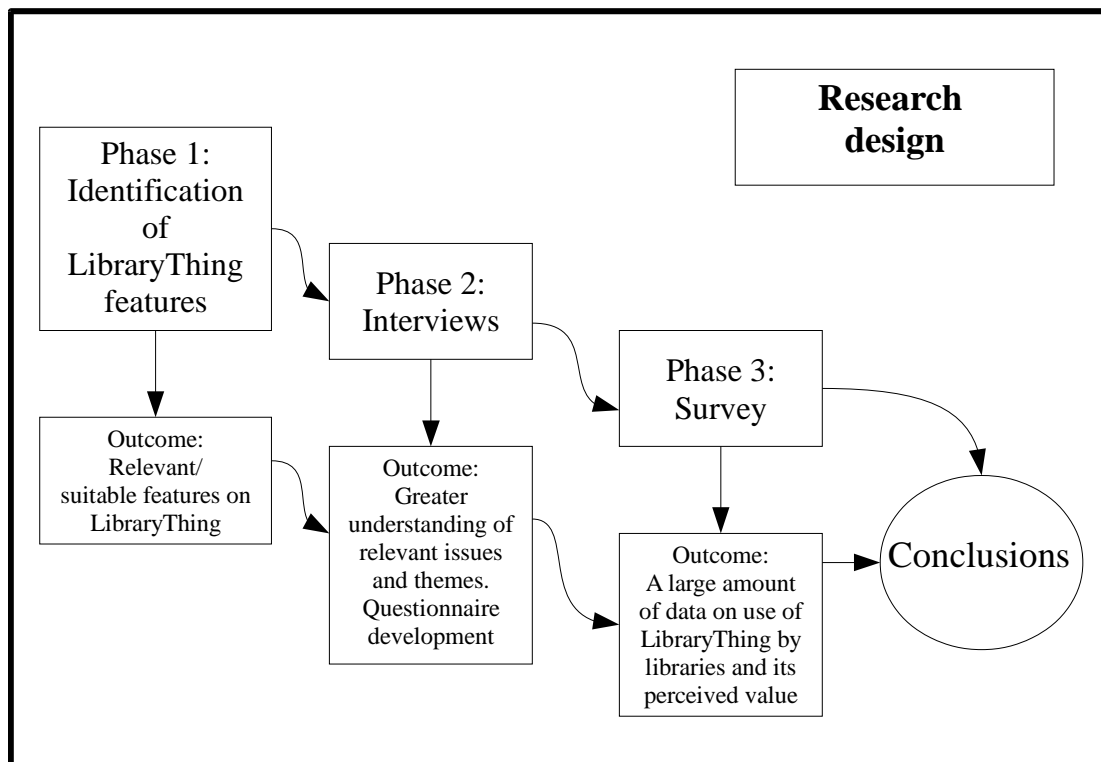 Research
design
Phase 1:
Identification
of
LibraryThing
features
Phase 2:
Interviews
Phase 3:
Survey
Outcome:
Relevant/
suitable features on
LibraryThing
Outcome:
Greater
understanding of
relevant issues
and themes.
Questionnaire
development
Outcome:
A large amount
of data on use of
LibraryThing by
libraries and its
perceived value
Conclusions